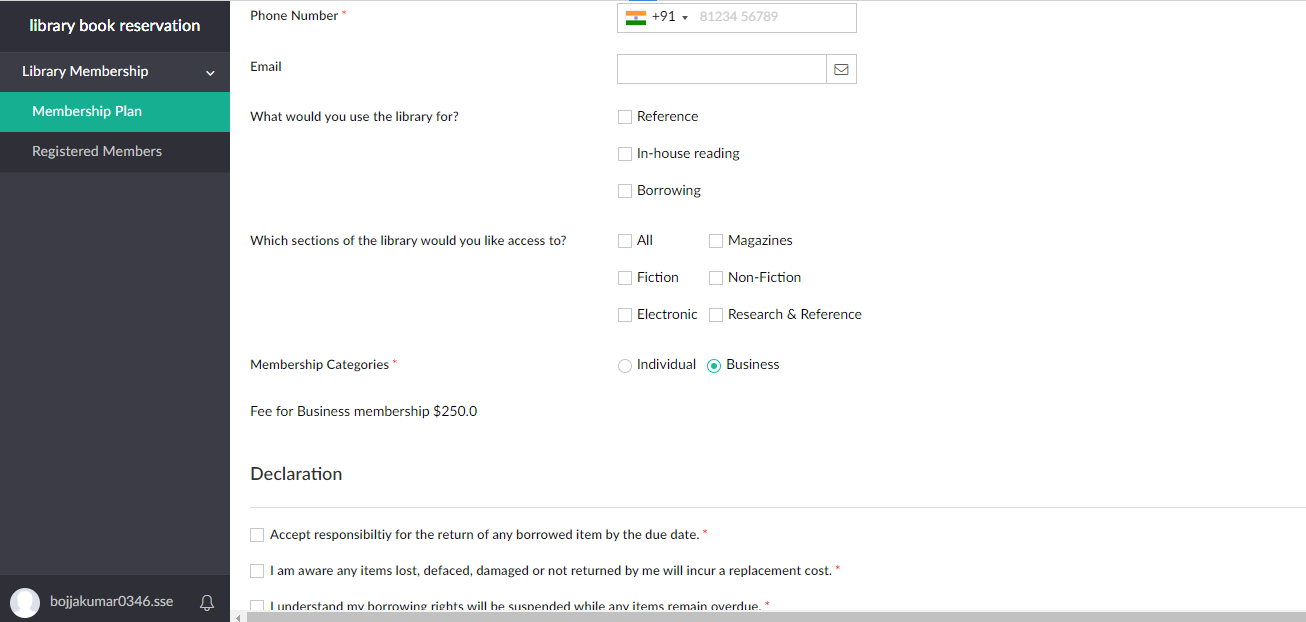 library book reservation
Library Membership
Membership Plan
Registered Members
bojjakumar0346.sse
Phone Number *
+91 81234 56789
Email
What would you use the library for?
Reference
In-house reading
Borrowing
Which sections of the library would you like access to?
All Magazines
Fiction Non-Fiction
Electronic Research & Reference
Membership Categories *
Individual Business
Fee for Business membership $250.0
Declaration
Accept responsibiltiy for the return of any borrowed item by the due date. *
I am aware any items lost, defaced, damaged or not returned by me will incur a replacement cost. *
I understand my borrowing rights will be suspended while any items remain overdue. *